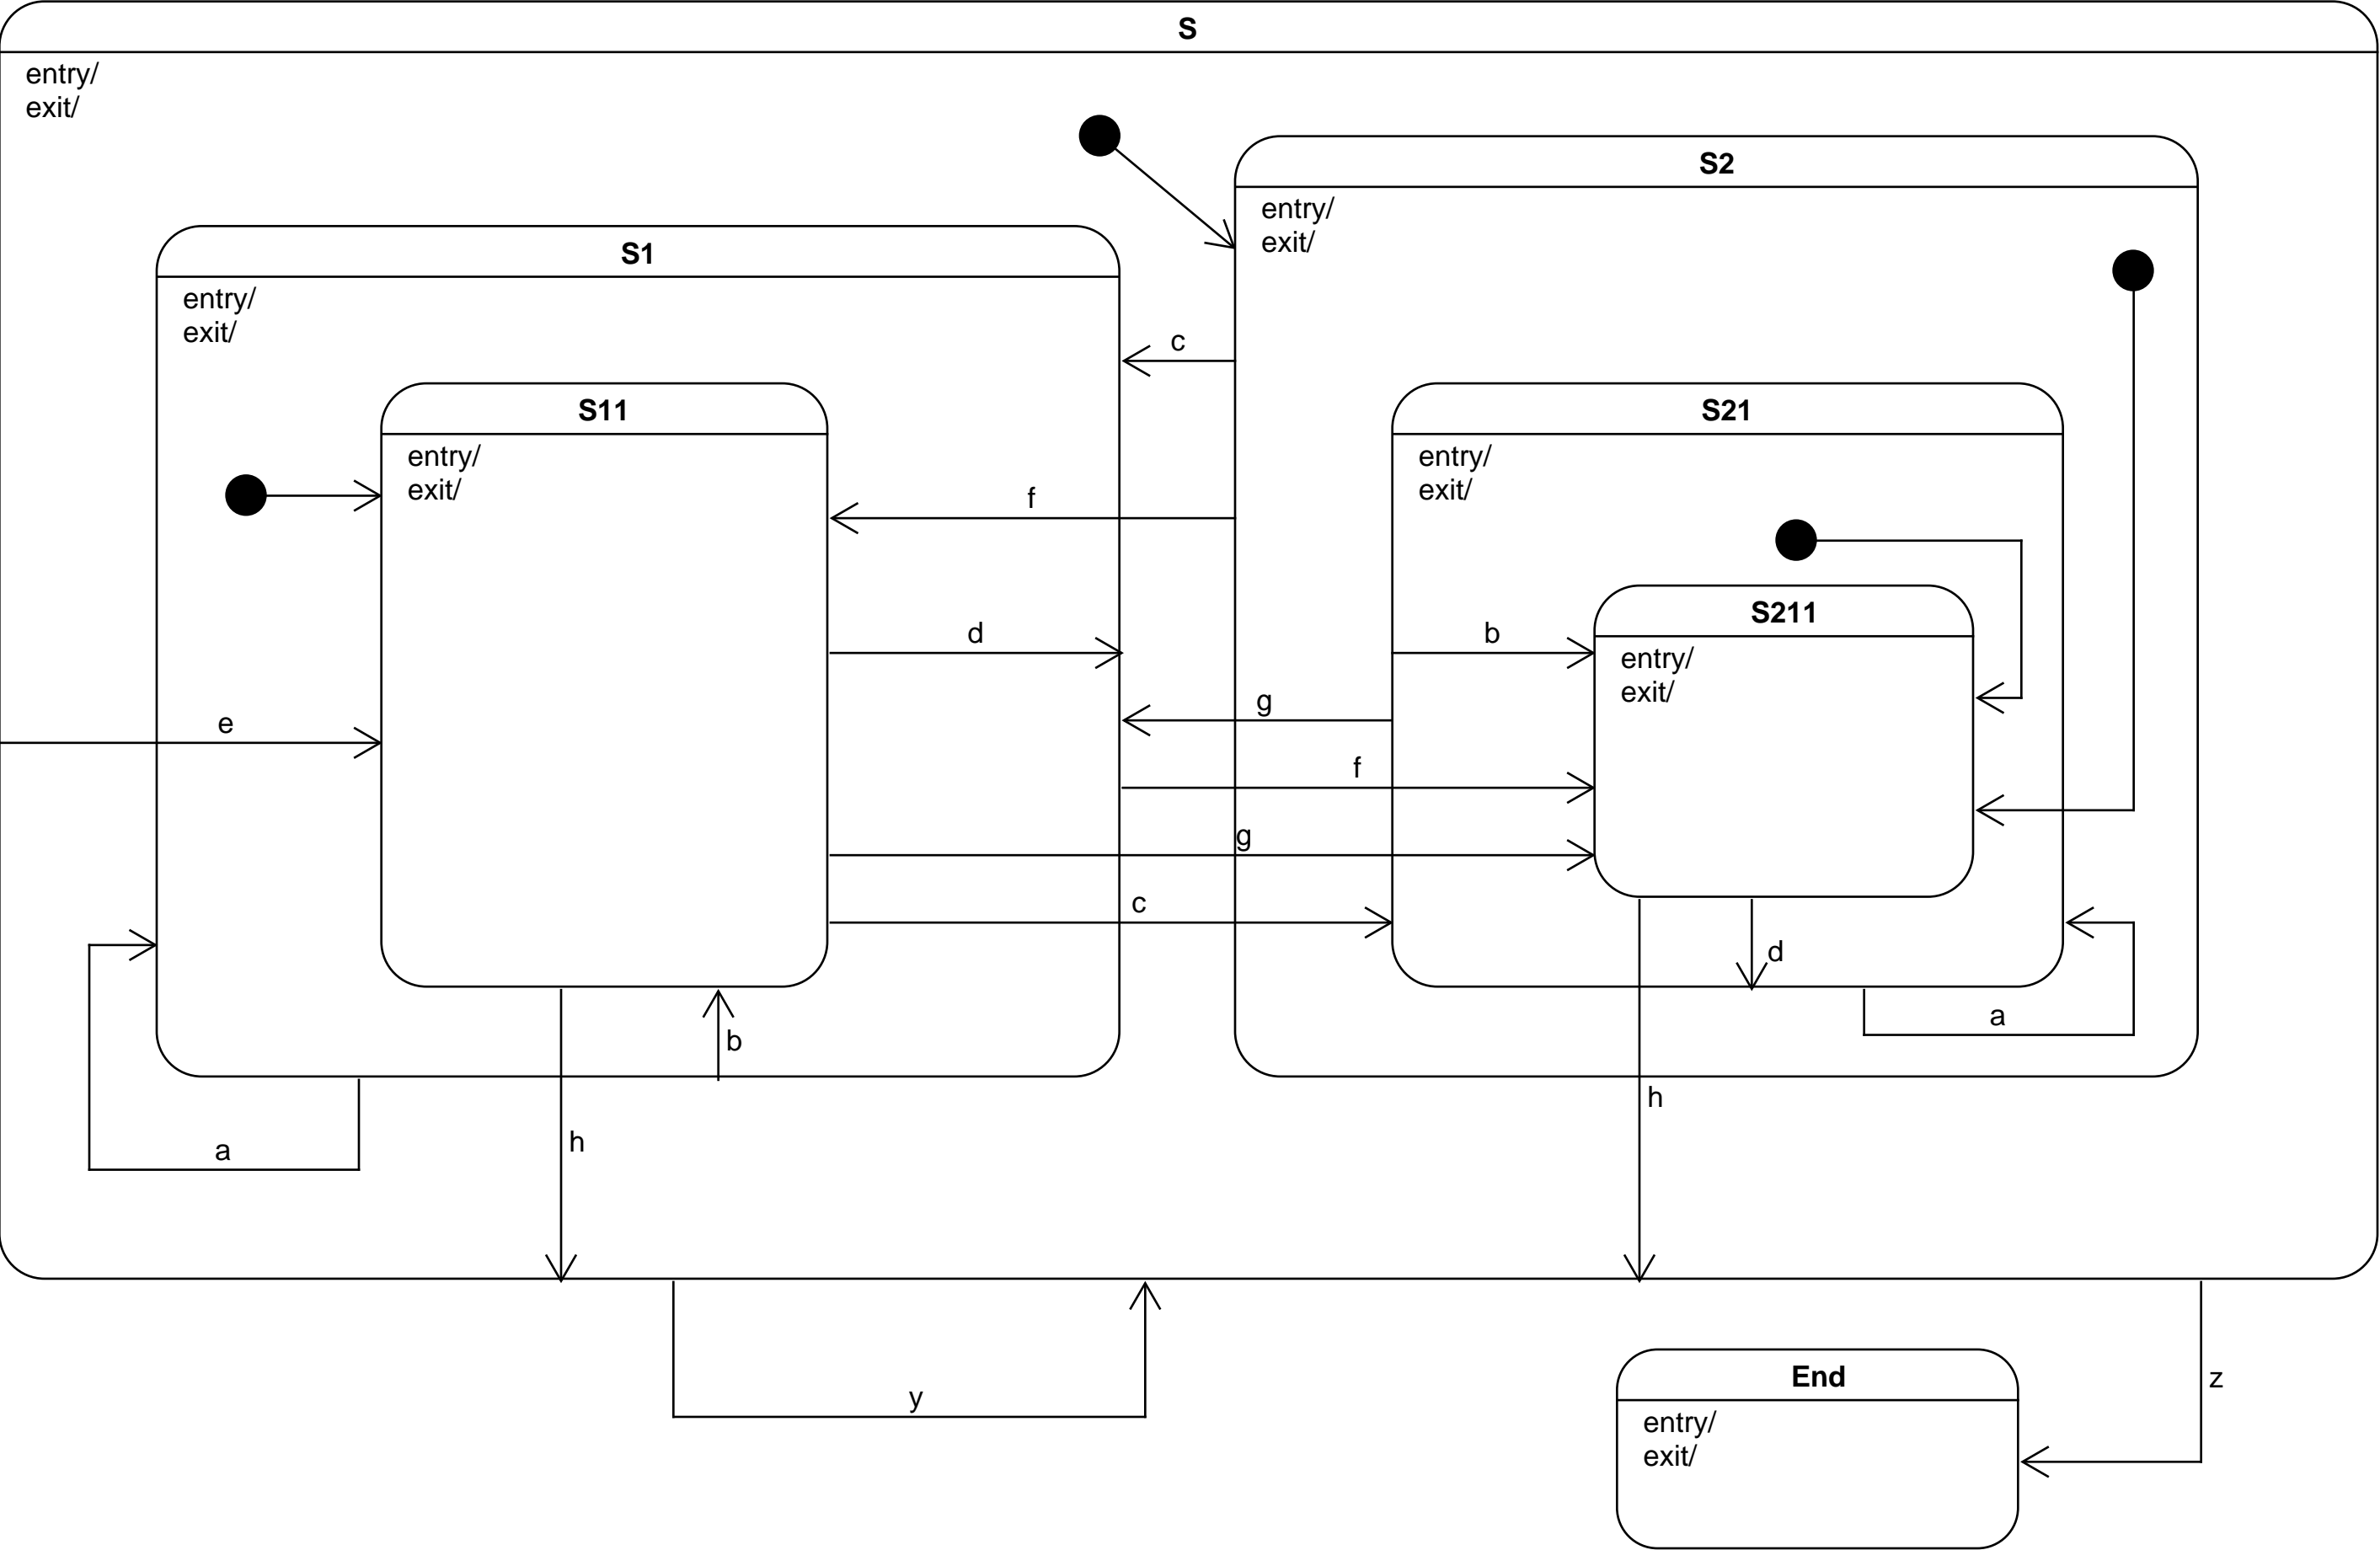 S
entry/
exit/
S2
entry/
exit/
S1
entry/
exit/
c
S11
entry/
exit/
S21
entry/
exit/
f
d
b
S211
entry/
exit/
g
e
f
g
c
d
a
b
h
h
a
y
End
entry/
exit/
z